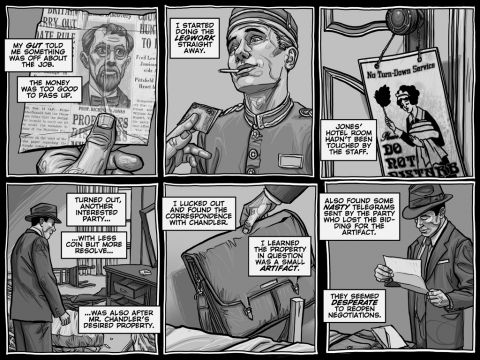 MY GUT TOLD
ME SOMETHING
WAS OFF ABOUT
THE JOB.
THE MONEY
WAS TOO GOOD
TO PASS UP.
I STARTED
DOING THE
LEGWORK
STRAIGHT
AWAY.
No Turn-Down Service
DO
NOT
JONES'
HOTEL ROOM
HADN'T BEEN
TOUCHED BY
THE STAFF.
TURNED OUT,
ANOTHER
INTERESTED
PARTY...
...WITH LESS
COIN BUT MORE
RESOLVE...
...WAS ALSO AFTER
MR. CHANDLER'S
DESIRED PROPERTY.
I LUCKED OUT
AND FOUND THE
CORRESPONDENCE
WITH CHANDLER.
I LEARNED
THE PROPERTY
IN QUESTION
WAS A SMALL
ARTIFACT.
ALSO FOUND SOME
NASTY TELEGRAMS
SENT BY THE PARTY
WHO LOST THE BID-
DING FOR THE
ARTIFACT.
THEY SEEMED
DESPERATE
TO REOPEN
NEGOTIATIONS.